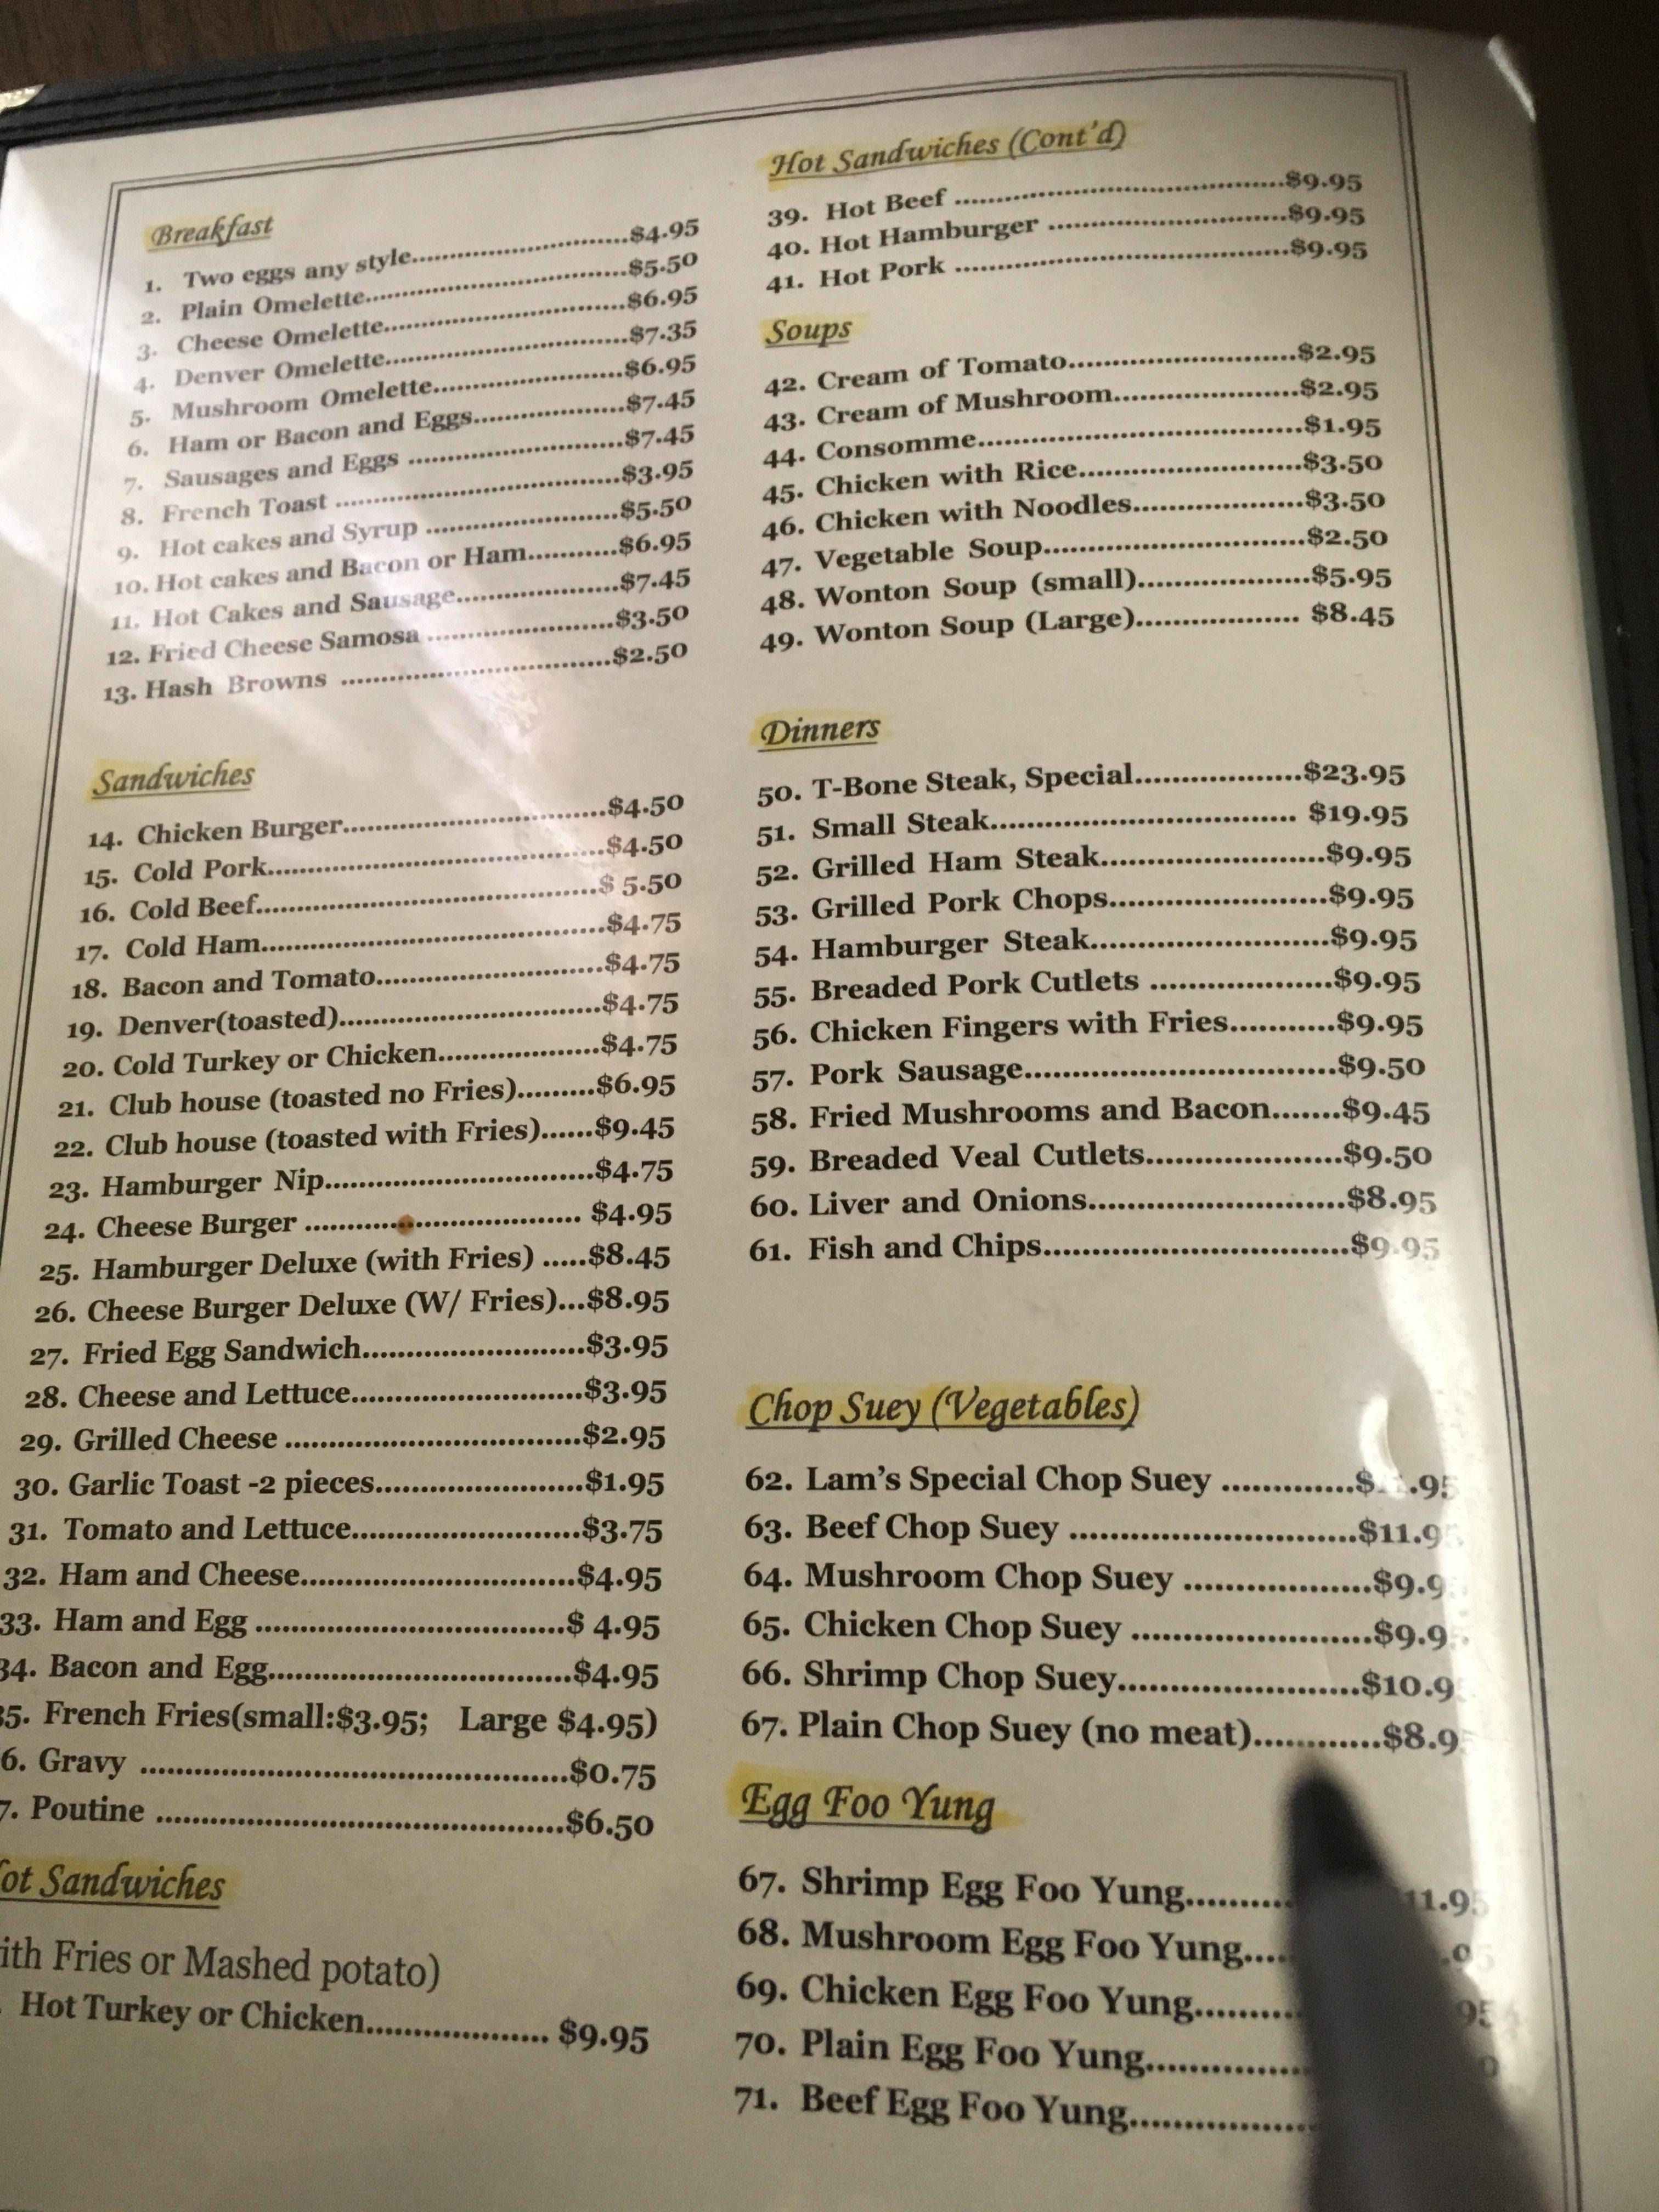 Breakfast
1. Two eggs any style.......................$4.95
2. Plain Omelette.............................$5.50
3. Cheese Omelette..........................$6.95
4. Denver Omelette..........................$7.35
5. Mushroom Omelette....................$6.95
6. Ham or Bacon and Eggs................$7.45
7. Sausages and Eggs .......................$7.45
8. French Toast ...............................$3.95
9. Hot cakes and Syrup ....................$5.50
10. Hot cakes and Bacon or Ham...........$6.95
11. Hot Cakes and Sausage.................$7.45
12. Fried Cheese Samosa ....................$3.50
13. Hash Browns ..............................$2.50
Sandwiches
14. Chicken Burger............................$4.50
15. Cold Pork...................................$4.50
16. Cold Beef....................................$ 5.50
17. Cold Ham...................................$4.75
18. Bacon and Tomato........................$4.75
19. Denver(toasted)...........................$4.75
20. Cold Turkey or Chicken..................$4.75
21. Club house (toasted no Fries).........$6.95
22. Club house (toasted with Fries)......$9.45
23. Hamburger Nip............................$4.75
24. Cheese Burger .............................. $4.95
25. Hamburger Deluxe (with Fries) .....$8.45
26. Cheese Burger Deluxe (W/ Fries)...$8.95
27. Fried Egg Sandwich.......................$3.95
28. Cheese and Lettuce........................$3.95
29. Grilled Cheese ................................$2.95
30. Garlic Toast -2 pieces......................$1.95
31. Tomato and Lettuce........................$3.75
32. Ham and Cheese.............................$4.95
33. Ham and Egg .................................$ 4.95
34. Bacon and Egg................................$4.95
35. French Fries(small:$3.95; Large $4.95)
6. Gravy .............................................$0.75
7. Poutine ...........................................$6.50
ot Sandwiches
ith Fries or Mashed potato)
. Hot Turkey or Chicken.................... $9.95
Hot Sandwiches (Cont'd)
39. Hot Beef ....................................$9.95
40. Hot Hamburger ..........................$9.95
41. Hot Pork ....................................$9.95
Soups
42. Cream of Tomato.........................$2.95
43. Cream of Mushroom....................$2.95
44. Consomme..................................$1.95
45. Chicken with Rice........................$3.50
46. Chicken with Noodles...................$3.50
47. Vegetable Soup............................$2.50
48. Wonton Soup (small)...................$5.95
49. Wonton Soup (Large).................. $8.45
Dinners
50. T-Bone Steak, Special..................$23.95
51. Small Steak................................. $19.95
52. Grilled Ham Steak........................$9.95
53. Grilled Pork Chops.......................$9.95
54. Hamburger Steak.........................$9.95
55. Breaded Pork Cutlets ...................$9.95
56. Chicken Fingers with Fries...........$9.95
57. Pork Sausage................................$9.50
58. Fried Mushrooms and Bacon.......$9.45
59. Breaded Veal Cutlets....................$9.50
60. Liver and Onions..........................$8.95
61. Fish and Chips..............................$9.95
Chop Suey (Vegetables)
62. Lam's Special Chop Suey
63. Beef Chop Suey ............................$11.9
64. Mushroom Chop Suey ..................$9.9
65. Chicken Chop Suey .......................$9.9
66. Shrimp Chop Suey........................$10.9
67. Plain Chop Suey (no meat)............$8.9
Egg Foo Yung
67. Shrimp Egg Foo Yung.......... 11.95
68. Mushroom Egg Foo Yung....
69. Chicken Egg Foo Yung.........
70. Plain Egg Foo Yung..............
71. Beef Egg Foo Yung................